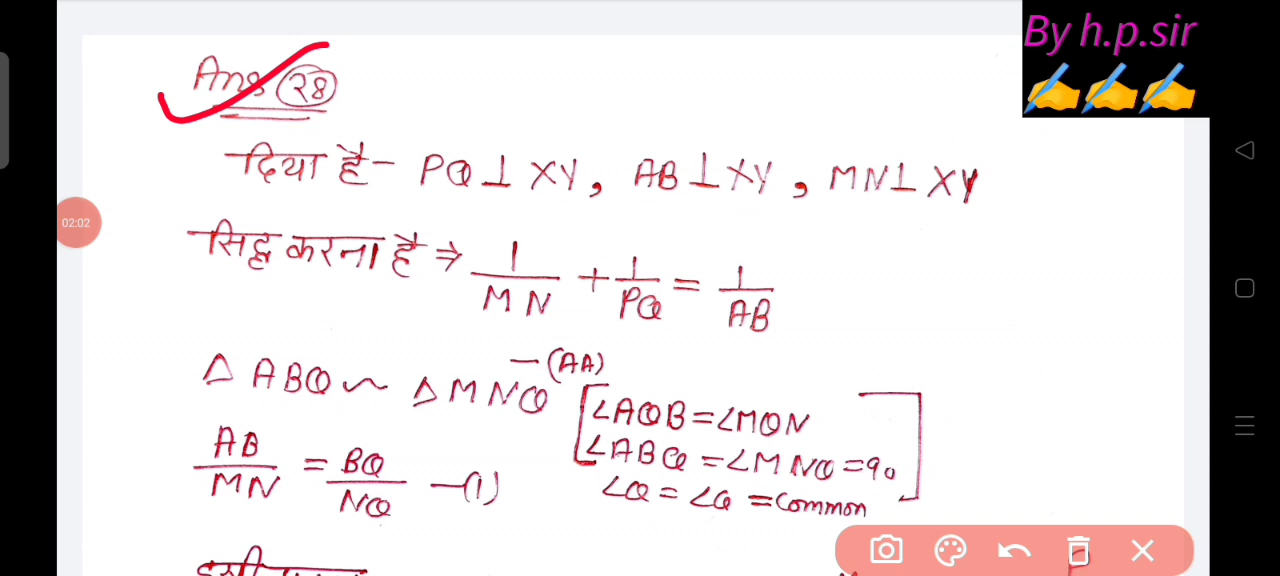 By h.p.sir
Ans (28)
दिया है- PQ⊥XY, AB⊥XY, MN⊥XY
सिद्ध करना है ⇒ 1/MN + 1/PQ = 1/AB
△ABQ ~ △MNQ -(AA)
[∠AQB=∠MQN
∠ABQ=∠MNQ=90
∠Q=∠Q=Common]
AB/MN = BQ/NQ -(1)
02:02